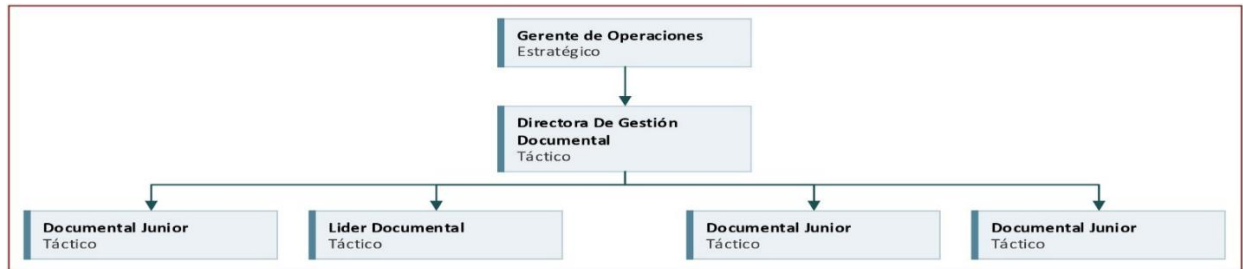 Gerente de Operaciones
Estratégico
Directora De Gestión
Documental
Táctico
Documental Junior
Táctico
Lider Documental
Táctico
Documental Junior
Táctico
Documental Junior
Táctico